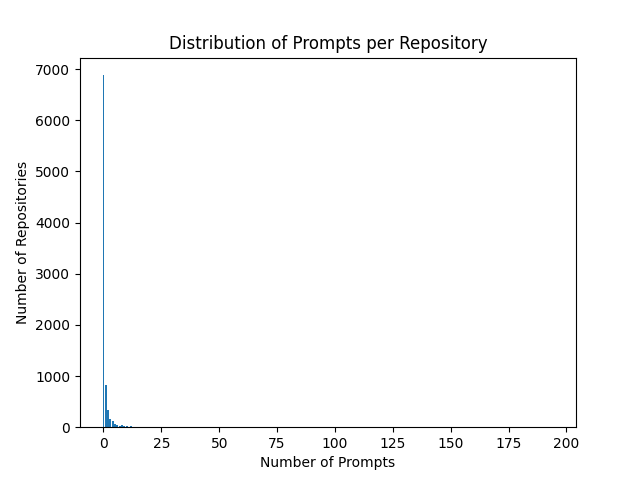 Distribution of Prompts per Repository
7000
6000
5000
4000
3000
2000
1000
0
Number of Repositories
0 25 50 75 100 125 150 175 200
Number of Prompts